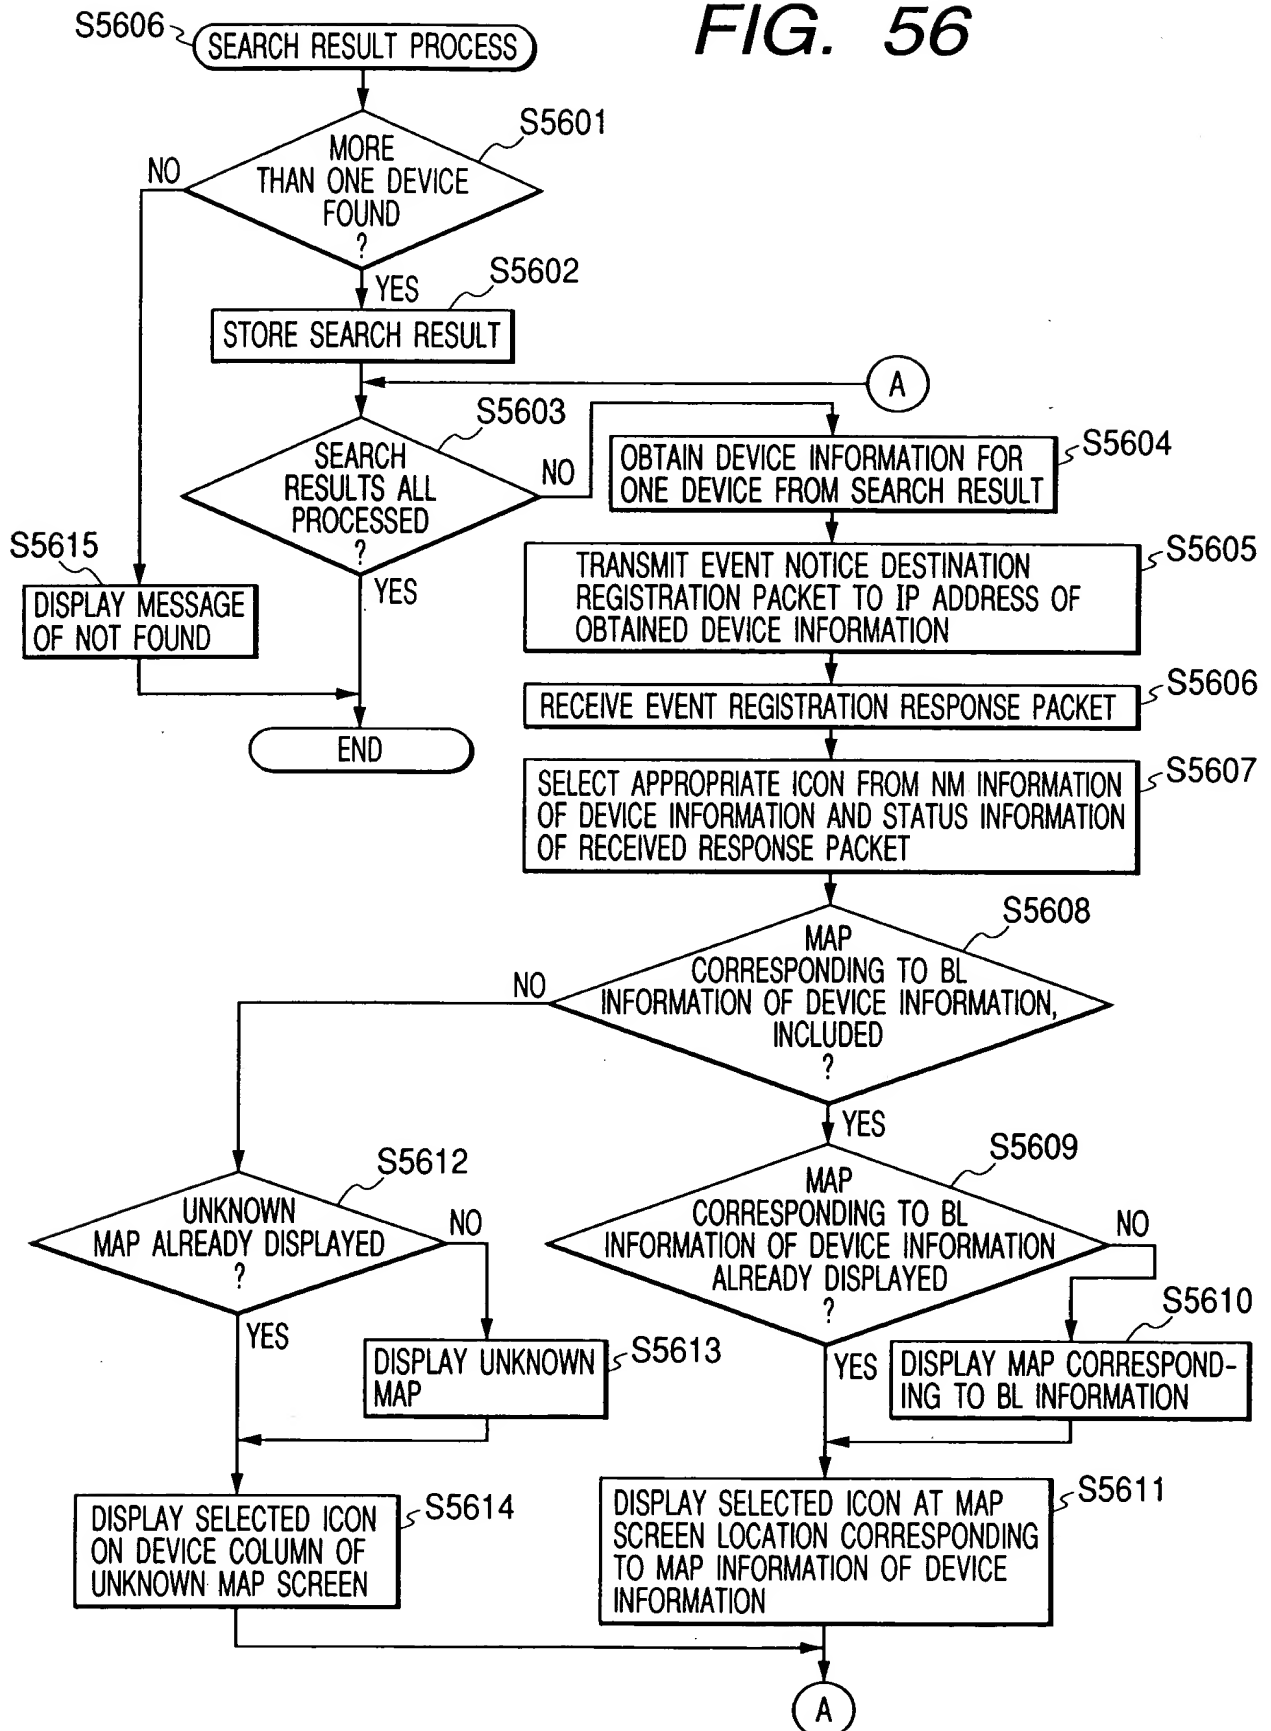 FIG. 56
S5606
SEARCH RESULT PROCESS
S5601
MORE
THAN ONE DEVICE
FOUND
?
NO
YES
S5602
STORE SEARCH RESULT
A
S5603
SEARCH
RESULTS ALL
PROCESSED
?
NO
YES
S5604
OBTAIN DEVICE INFORMATION FOR
ONE DEVICE FROM SEARCH RESULT
S5615
DISPLAY MESSAGE
OF NOT FOUND
END
S5605
TRANSMIT EVENT NOTICE DESTINATION
REGISTRATION PACKET TO IP ADDRESS OF
OBTAINED DEVICE INFORMATION
S5606
RECEIVE EVENT REGISTRATION RESPONSE PACKET
S5607
SELECT APPROPRIATE ICON FROM NM INFORMATION
OF DEVICE INFORMATION AND STATUS INFORMATION
OF RECEIVED RESPONSE PACKET
S5608
MAP
CORRESPONDING TO BL
INFORMATION OF DEVICE INFORMATION,
INCLUDED
?
NO
YES
S5612
UNKNOWN
MAP ALREADY DISPLAYED
?
NO
YES
S5613
DISPLAY UNKNOWN
MAP
S5609
MAP
CORRESPONDING TO BL
INFORMATION OF DEVICE INFORMATION
ALREADY DISPLAYED
?
NO
YES
S5610
DISPLAY MAP CORRESPOND-
ING TO BL INFORMATION
S5614
DISPLAY SELECTED ICON
ON DEVICE COLUMN OF
UNKNOWN MAP SCREEN
S5611
DISPLAY SELECTED ICON AT MAP
SCREEN LOCATION CORRESPONDING
TO MAP INFORMATION OF DEVICE
INFORMATION
A